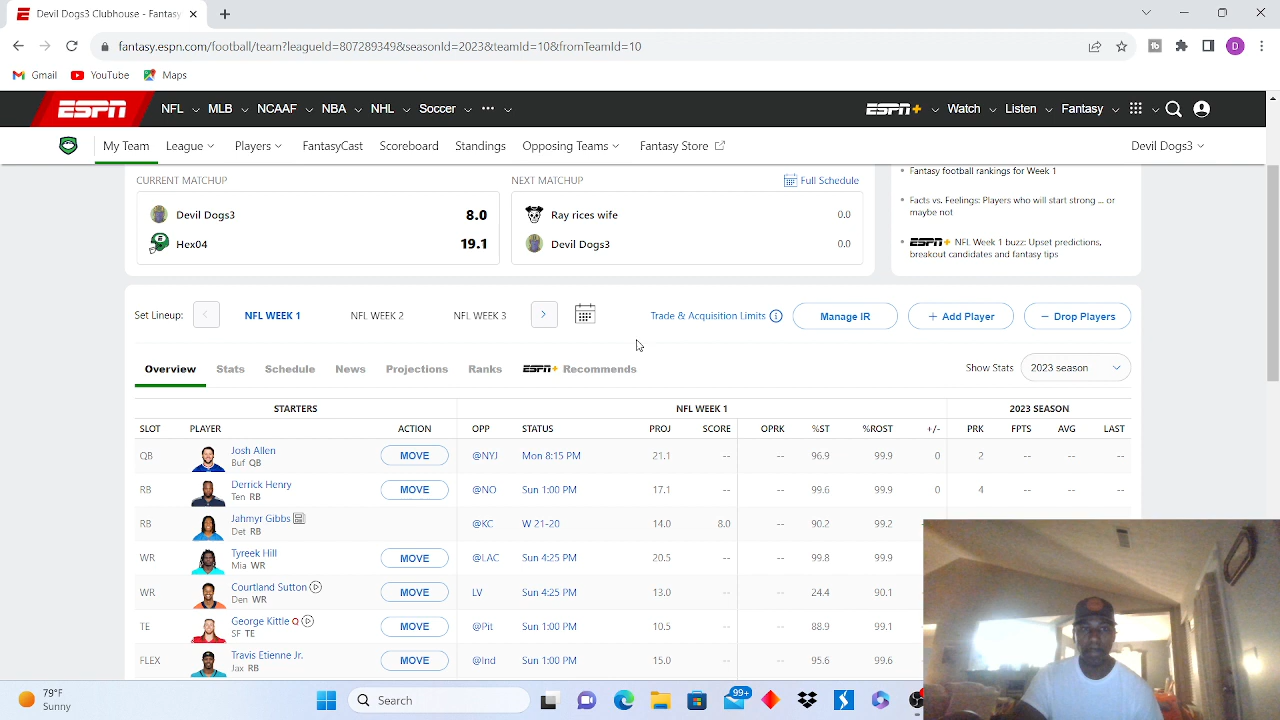 Devil Dogs3 Clubhouse - Fantasy
fantasy.espn.com/football/team?leagueId=807289349&seasonId=2023&teamId=10&fromTeamId=10
Gmail YouTube Maps
ESPN NFL MLB NCAAF NBA NHL Soccer ESPN+ Watch Listen Fantasy
My Team League Players FantasyCast Scoreboard Standings Opposing Teams Fantasy Store Devil Dogs3
CURRENT MATCHUP
Devil Dogs3 8.0
Hex04 19.1
NEXT MATCHUP Full Schedule
Ray rices wife 0.0
Devil Dogs3 0.0
Fantasy football rankings for Week 1
Facts vs. Feelings: Players who will start strong ... or
maybe not
ESPN+ NFL Week 1 buzz: Upset predictions,
breakout candidates and fantasy tips
Set Lineup: NFL WEEK 1 NFL WEEK 2 NFL WEEK 3 Trade & Acquisition Limits Manage IR + Add Player − Drop Players
Overview Stats Schedule News Projections Ranks ESPN+ Recommends Show Stats 2023 season
STARTERS NFL WEEK 1 2023 SEASON
SLOT PLAYER ACTION OPP STATUS PROJ SCORE OPRK %ST %ROST +/- PRK FPTS AVG LAST
QB Josh Allen Buf QB MOVE @NYJ Mon 8:15 PM 21.1 -- -- 96.9 99.9 0 2 -- -- --
RB Derrick Henry Ten RB MOVE @NO Sun 1:00 PM 17.1 -- -- 99.6 99.9 0 4 -- -- --
RB Jahmyr Gibbs Det RB @KC W 21-20 14.0 8.0 -- 90.2 99.2
WR Tyreek Hill Mia WR MOVE @LAC Sun 4:25 PM 20.5 -- -- 99.8 99.9
WR Courtland Sutton Den WR MOVE LV Sun 4:25 PM 13.0 -- -- 24.4 90.1
TE George Kittle Q SF TE MOVE @Pit Sun 1:00 PM 10.5 -- -- 88.9 99.1
FLEX Travis Etienne Jr. Jax RB MOVE @Ind Sun 1:00 PM 15.0 -- -- 95.6 99.6
79°F
Sunny
Search
99+